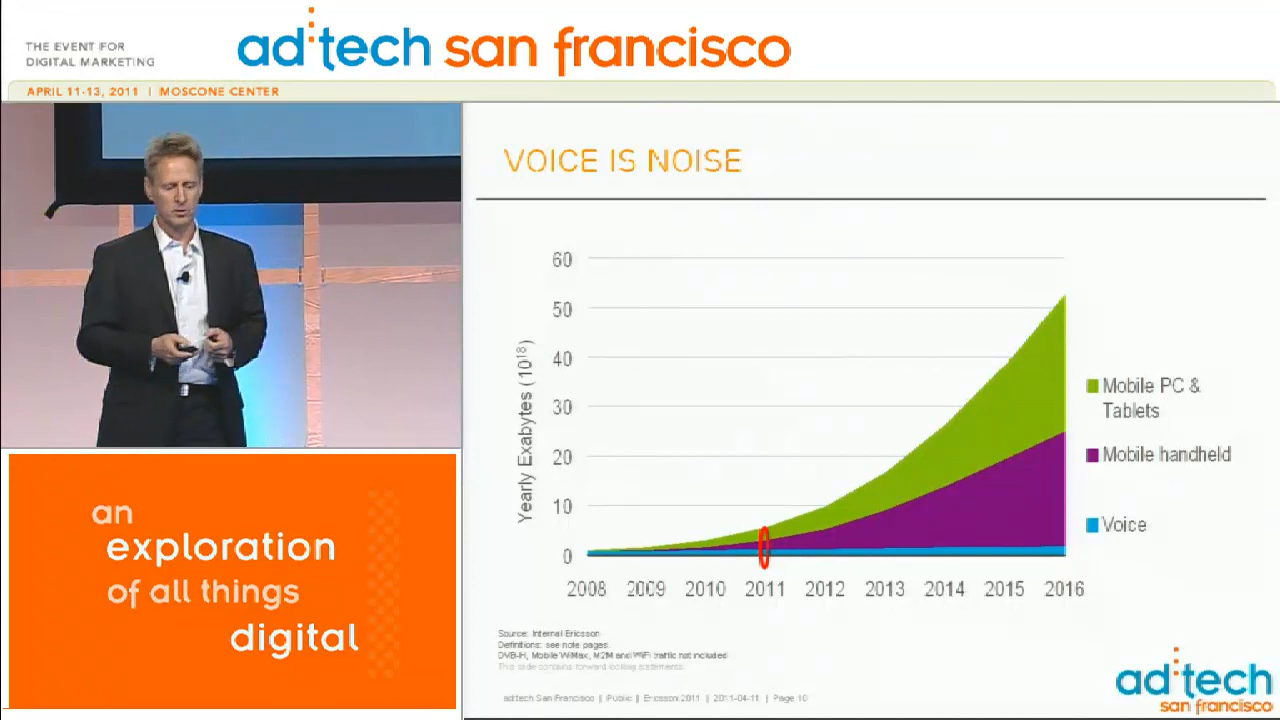 THE EVENT FOR
DIGITAL MARKETING
ad:tech san francisco
APRIL 11-13, 2011 | MOSCONE CENTER
VOICE IS NOISE
60
50
40
30
20
10
0
Yearly Exabytes (10^18)
2008 2009 2010 2011 2012 2013 2014 2015 2016
Mobile PC &
Tablets
Mobile handheld
Voice
Source: Internal Ericsson
Definitions: see note pages.
DVB-H, Mobile WiMax, M2M and WiFi traffic not included
This slide contains forward looking statements
ad:tech San Francisco | Public | Ericsson 2011 | 2011-04-11 | Page 10
ad:tech
san francisco
an
exploration
of all things
digital